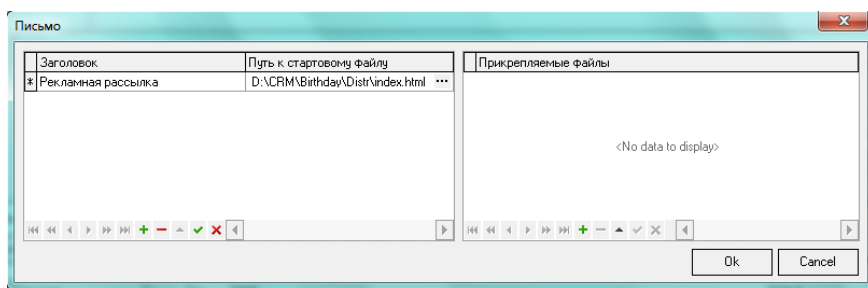 Письмо
Заголовок Путь к стартовому файлу Прикрепляемые файлы
* Рекламная рассылка D:\CRM\Birthday\Distr\index.html ...
<No data to display>
Ok Cancel